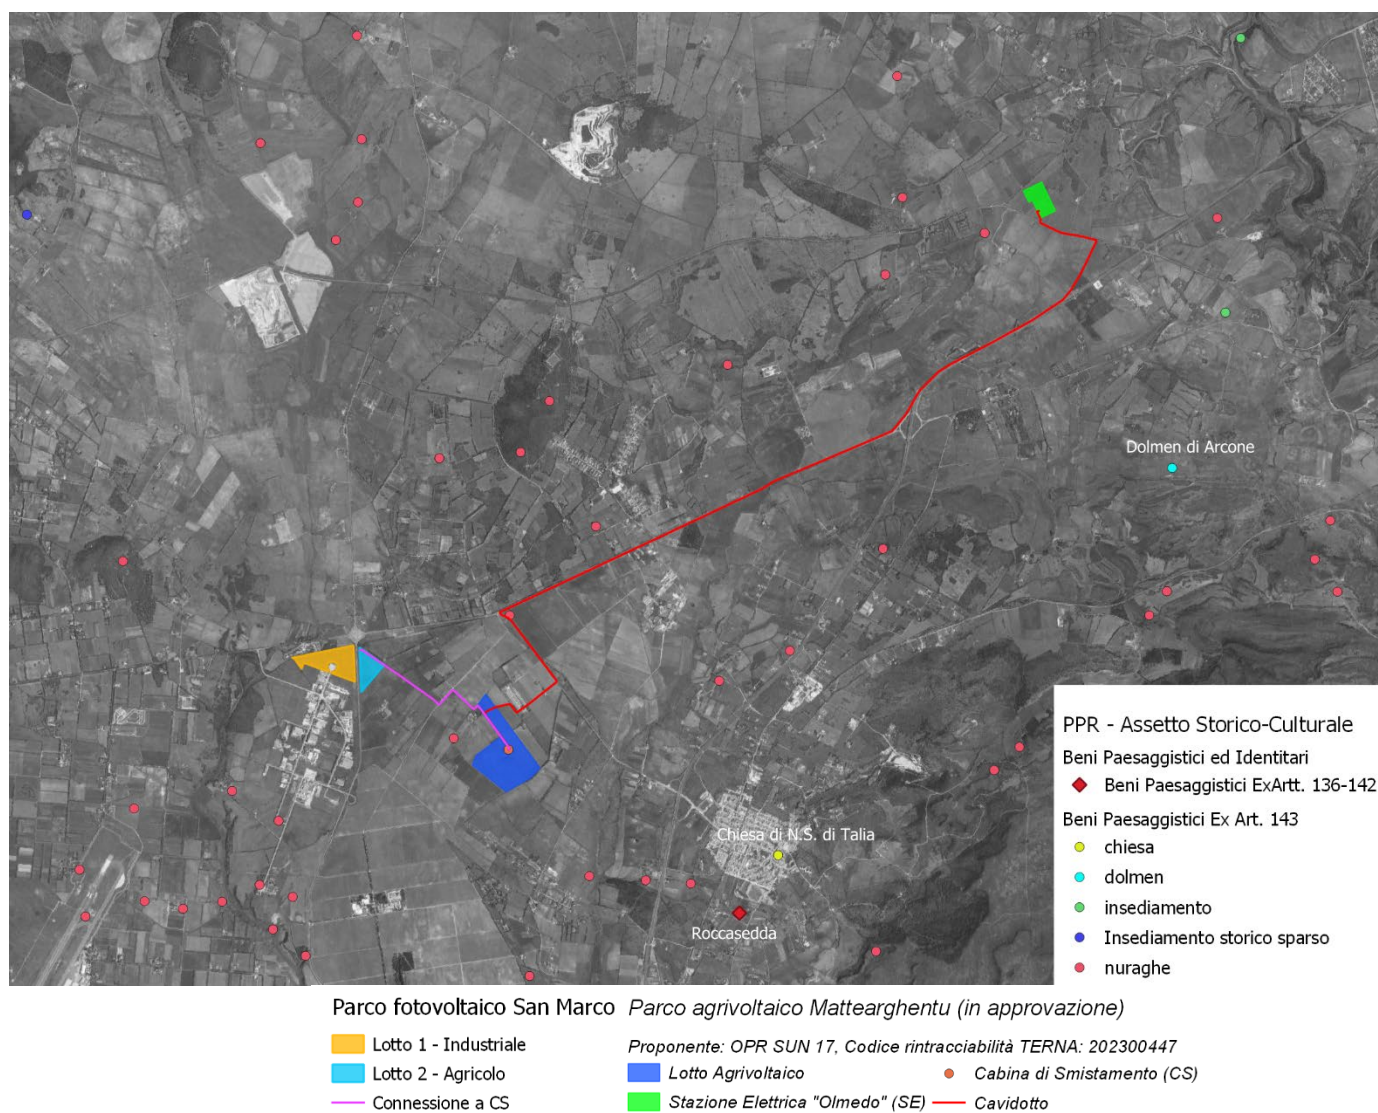 Dolmen di Arcone
Chiesa di N.S. di Talia
Roccasedda
PPR - Assetto Storico-Culturale
Beni Paesaggistici ed Identitari
Beni Paesaggistici ExArtt. 136-142
Beni Paesaggistici Ex Art. 143
chiesa
dolmen
insediamento
Insediamento storico sparso
nuraghe
Parco fotovoltaico San Marco
Lotto 1 - Industriale
Lotto 2 - Agricolo
Connessione a CS
Parco agrivoltaico Mattearghentu (in approvazione)
Proponente: OPR SUN 17, Codice rintracciabilità TERNA: 202300447
Lotto Agrivoltaico
Cabina di Smistamento (CS)
Stazione Elettrica "Olmedo" (SE)
Cavidotto